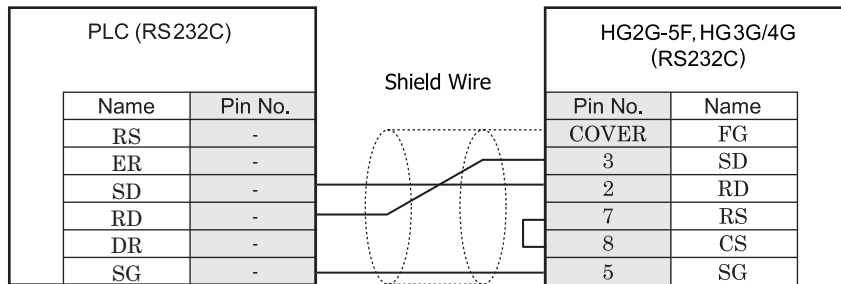 PLC (RS232C)
HG2G-5F, HG3G/4G
(RS232C)
Shield Wire
Name Pin No. Pin No. Name
RS - COVER FG
ER - 3 SD
SD - 2 RD
RD - 7 RS
DR - 8 CS
SG - 5 SG